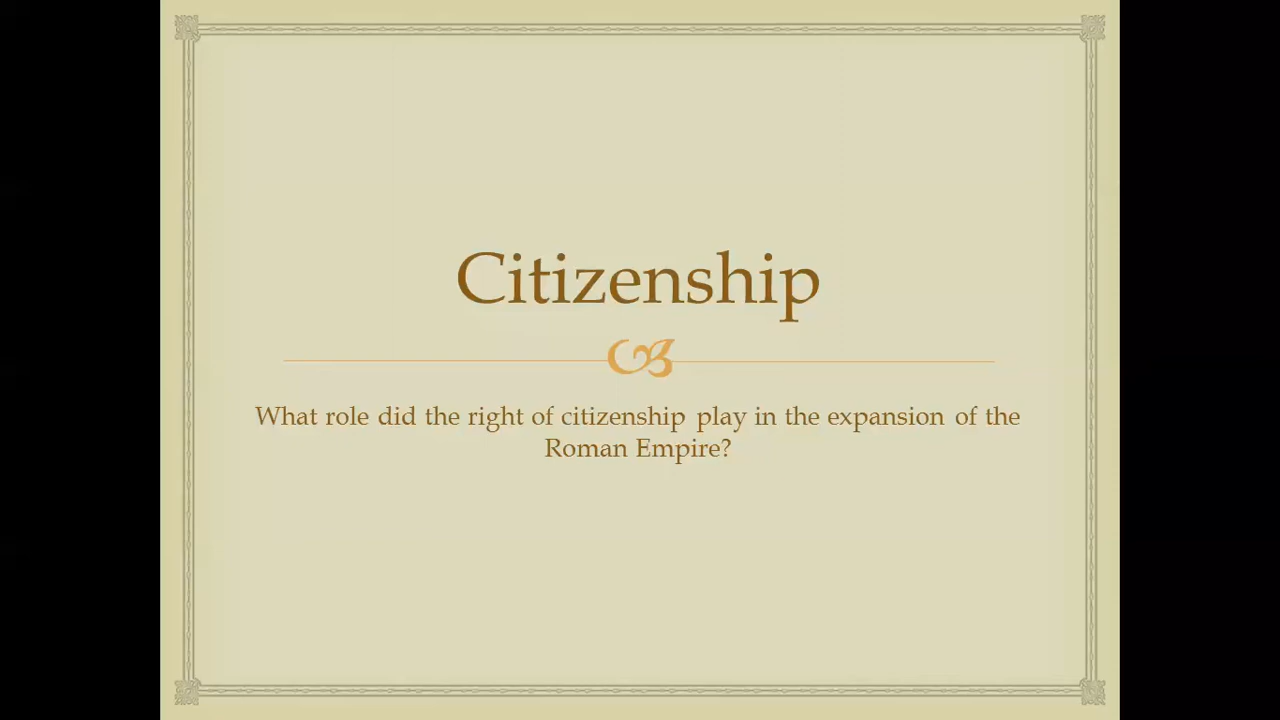 Citizenship
What role did the right of citizenship play in the expansion of the
Roman Empire?